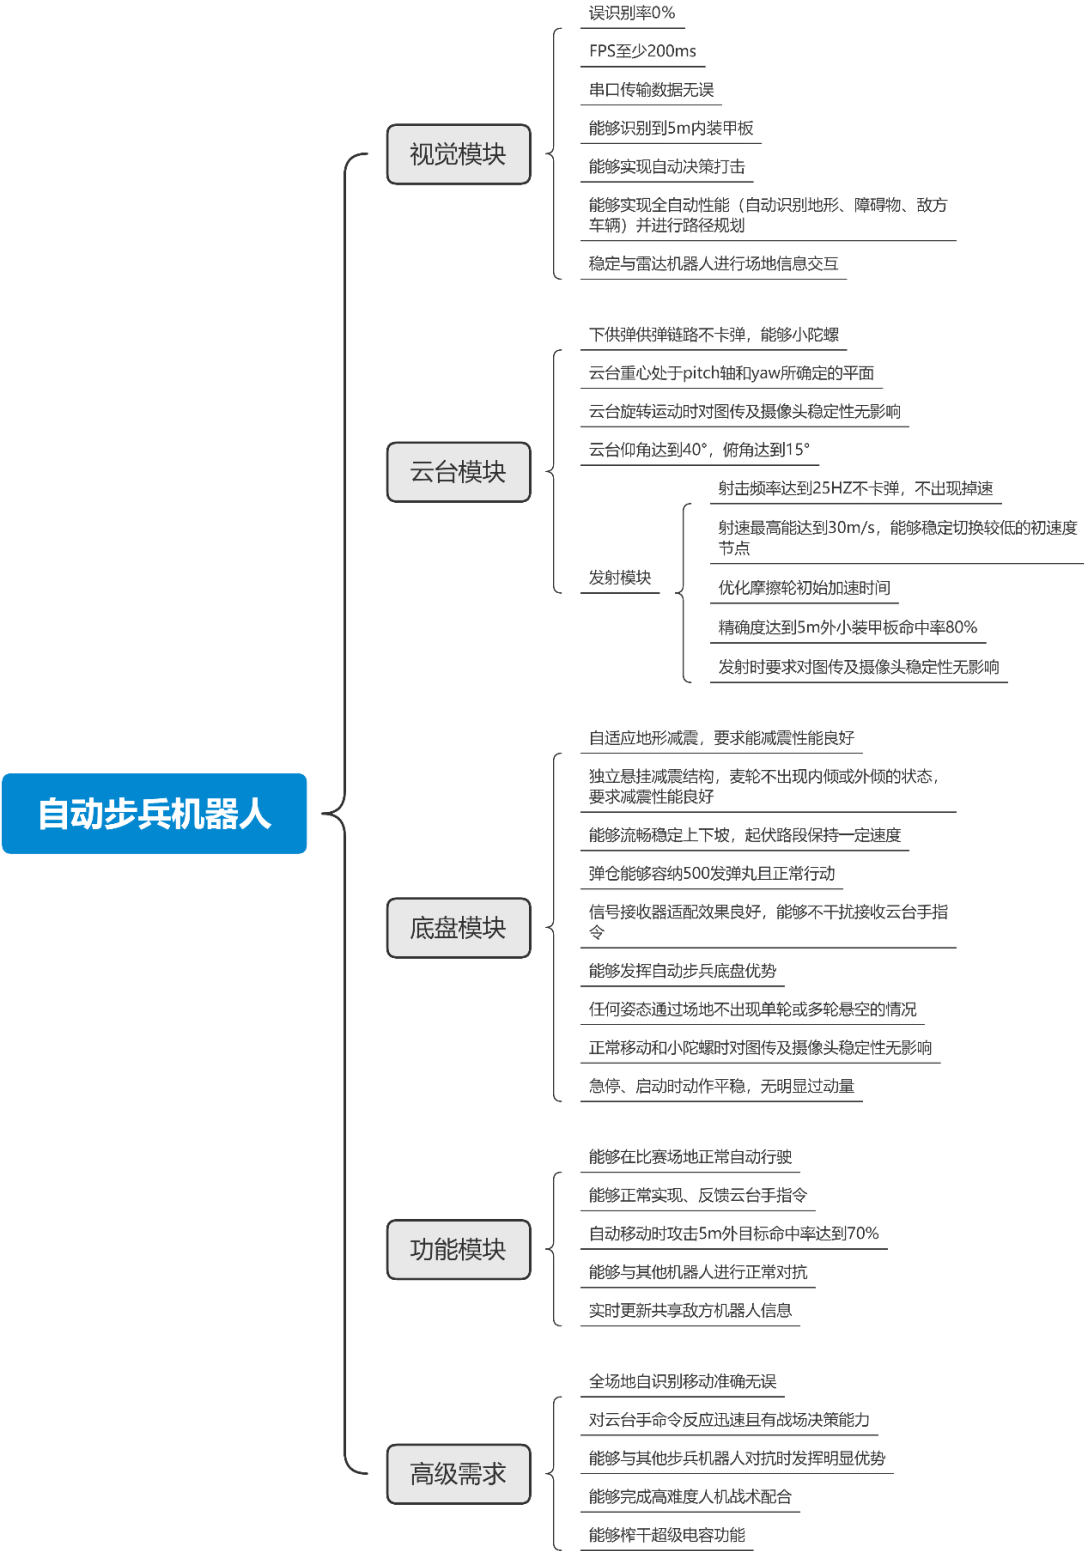 误识别率0%
FPS至少200ms
串口传输数据无误
能够识别到5m内装甲板
能够实现自动决策打击
能够实现全自动性能（自动识别地形、障碍物、敌方
车辆）并进行路径规划
稳定与雷达机器人进行场地信息交互
视觉模块
下供弹供弹链路不卡弹，能够小陀螺
云台重心处于pitch轴和yaw所确定的平面
云台旋转运动时对图传及摄像头稳定性无影响
云台仰角达到40°，俯角达到15°
云台模块
射击频率达到25HZ不卡弹，不出现掉速
射速最高能达到30m/s，能够稳定切换较低的初速度
节点
发射模块
优化摩擦轮初始加速时间
精确度达到5m外小装甲板命中率80%
发射时要求对图传及摄像头稳定性无影响
自动步兵机器人
自适应地形减震，要求能减震性能良好
独立悬挂减震结构，麦轮不出现内倾或外倾的状态，
要求减震性能良好
能够流畅稳定上下坡，起伏路段保持一定速度
弹仓能够容纳500发弹丸且正常行动
信号接收器适配效果良好，能够不干扰接收云台手指
令
底盘模块
能够发挥自动步兵底盘优势
任何姿态通过场地不出现单轮或多轮悬空的情况
正常移动和小陀螺时对图传及摄像头稳定性无影响
急停、启动时动作平稳，无明显过动量
能够在比赛场地正常自动行驶
能够正常实现、反馈云台手指令
自动移动时攻击5m外目标命中率达到70%
功能模块
能够与其他机器人进行正常对抗
实时更新共享敌方机器人信息
全场地自识别移动准确无误
对云台手命令反应迅速且有战场决策能力
能够与其他步兵机器人对抗时发挥明显优势
高级需求
能够完成高难度人机战术配合
能够榨干超级电容功能